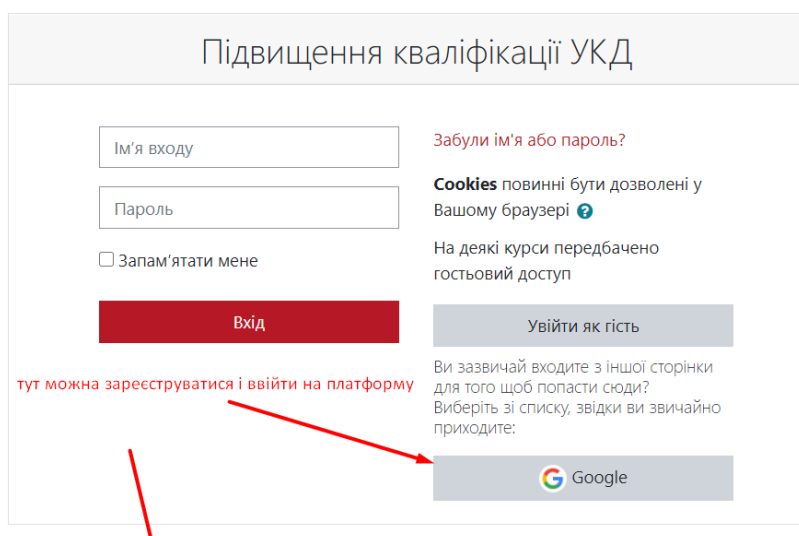 Підвищення кваліфікації УКД
Ім'я входу
Пароль
Запам'ятати мене
Вхід
тут можна зареєструватися і ввійти на платформу
Забули ім'я або пароль?
Cookies повинні бути дозволені у
Вашому браузері ?
На деякі курси передбачено
гостьовий доступ
Увійти як гість
Ви зазвичай входите з іншої сторінки
для того щоб попасти сюди?
Виберіть зі списку, звідки ви звичайно
приходите:
Google